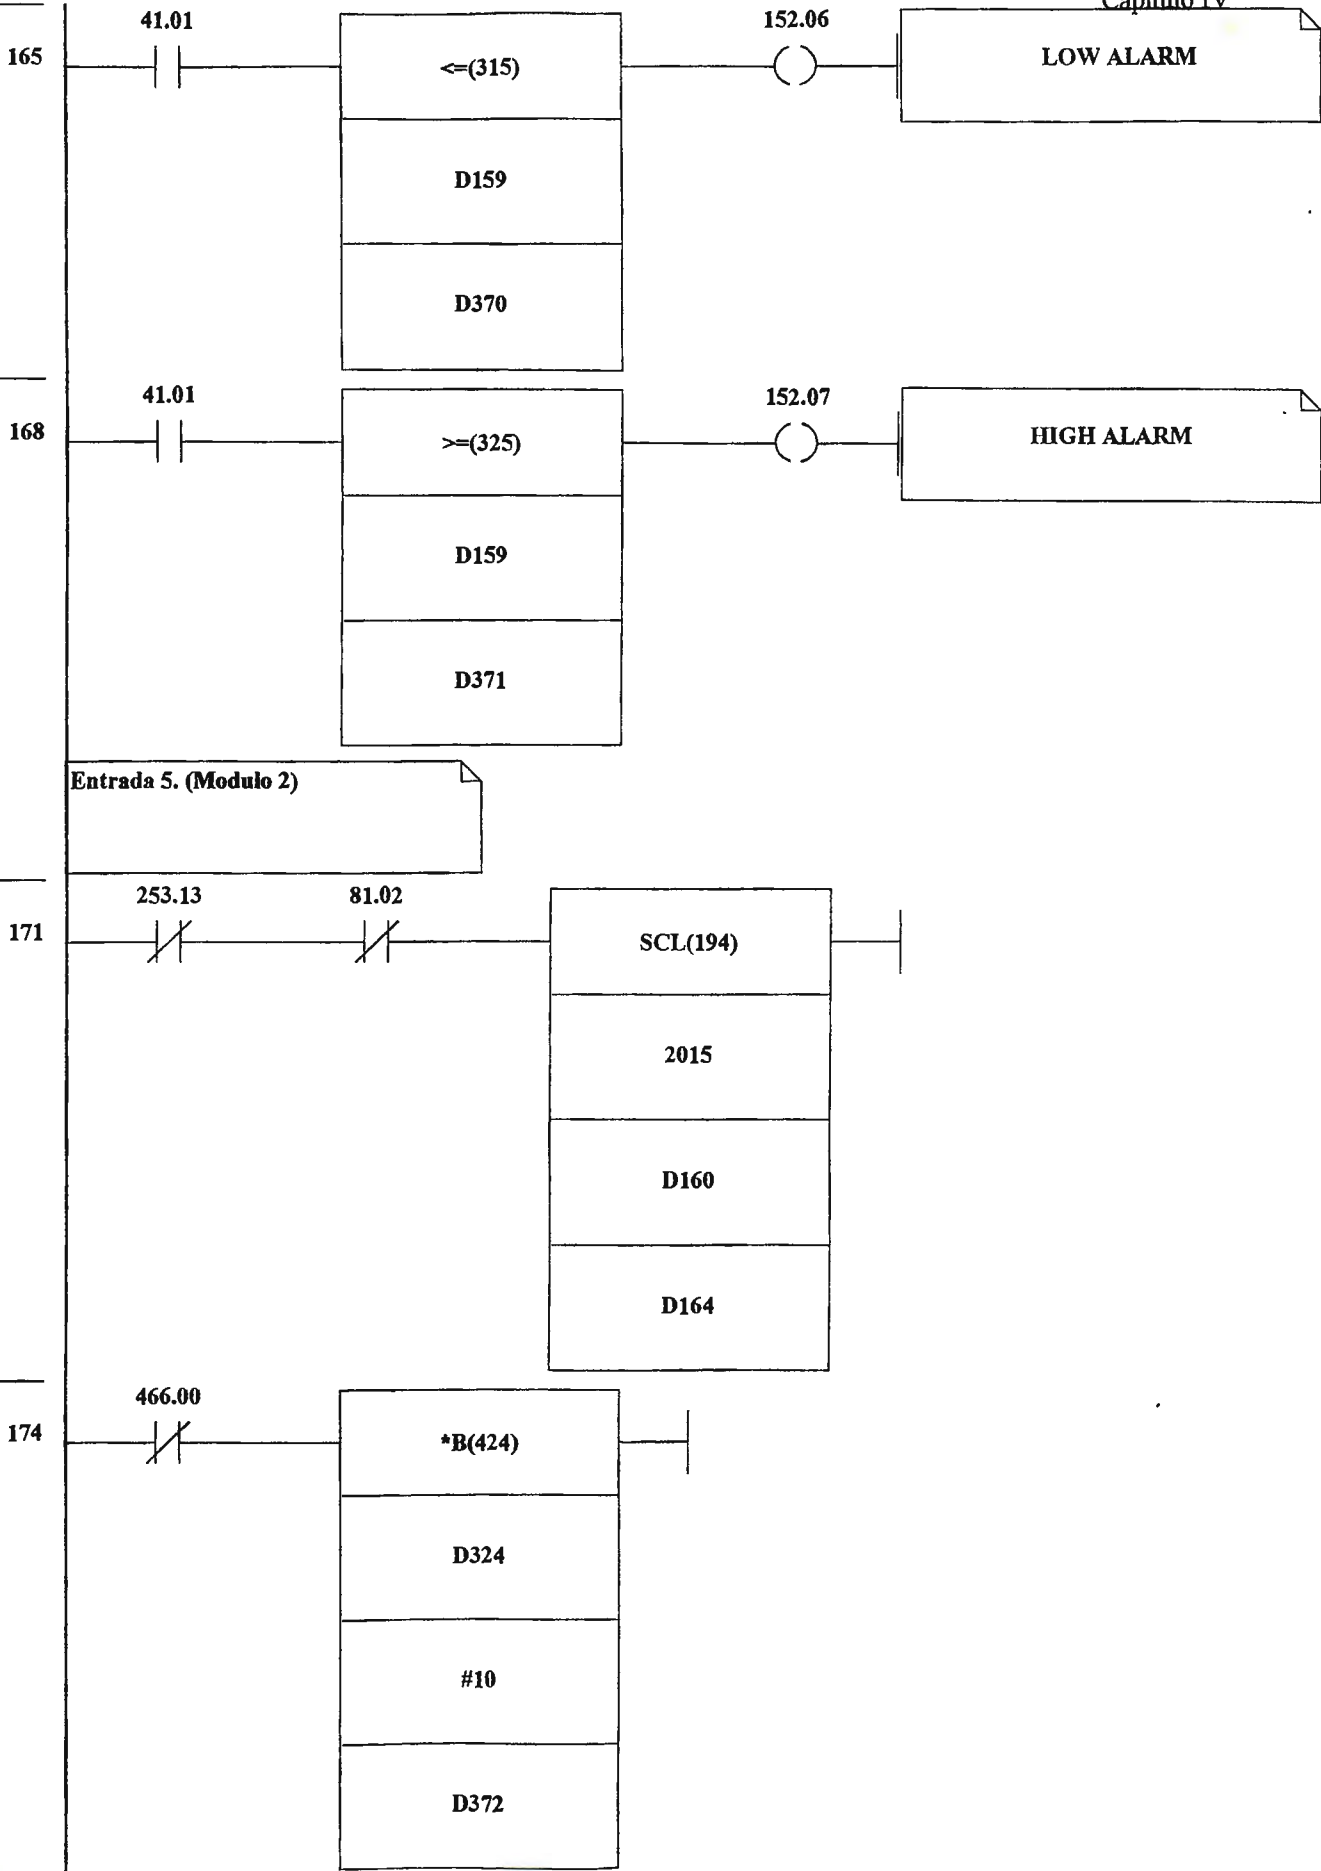 Capitulo IV
165
41.01
<=(315)
D159
D370
152.06
LOW ALARM
168
41.01
>=(325)
D159
D371
152.07
HIGH ALARM
Entrada 5. (Modulo 2)
171
253.13
81.02
SCL(194)
2015
D160
D164
174
466.00
*B(424)
D324
#10
D372